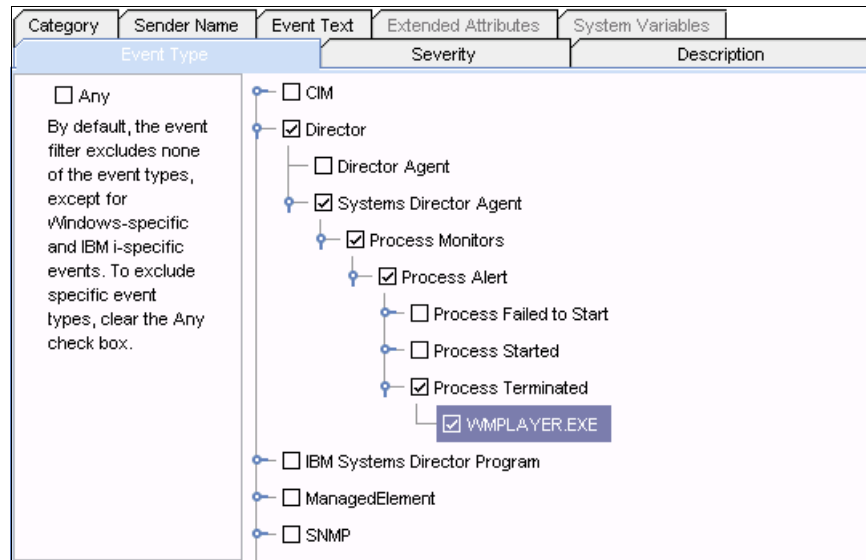 Category Sender Name Event Text Extended Attributes System Variables
Event Type Severity Description
Any
By default, the event
filter excludes none
of the event types,
except for
Windows-specific
and IBM i-specific
events. To exclude
specific event
types, clear the Any
check box.
CIM
Director
Director Agent
Systems Director Agent
Process Monitors
Process Alert
Process Failed to Start
Process Started
Process Terminated
WMPLAYER.EXE
IBM Systems Director Program
ManagedElement
SNMP